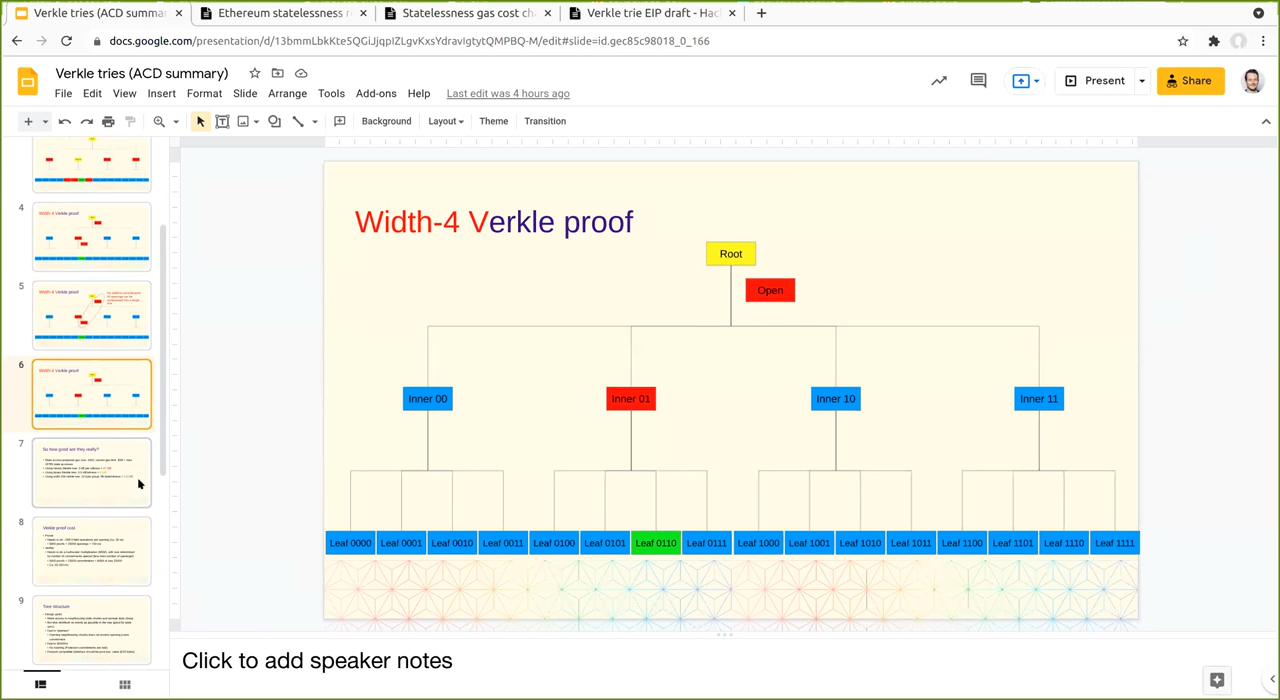 Verkle tries (ACD summa
Ethereum statelessness r
Statelessness gas cost ch
Verkle trie EIP draft - Hac
docs.google.com/presentation/d/13bmmLbkKte5QGiJjqpIZLgvKxsYdravIgtytQMPBQ-M/edit#slide=id.gec85c98018_0_166
Verkle tries (ACD summary)
File Edit View Insert Format Slide Arrange Tools Add-ons Help Last edit was 4 hours ago
Present
Share
Background Layout Theme Transition
4
Width-4 Verkle proof
5
Width-4 Verkle proof
6
Width-4 Verkle proof
7
So how good are they really?
8
Verkle proof cost
9
Tree structure
Width-4 Verkle proof
Root
Open
Inner 00 Inner 01 Inner 10 Inner 11
Leaf 0000 Leaf 0001 Leaf 0010 Leaf 0011 Leaf 0100 Leaf 0101 Leaf 0110 Leaf 0111 Leaf 1000 Leaf 1001 Leaf 1010 Leaf 1011 Leaf 1100 Leaf 1101 Leaf 1110 Leaf 1111
Click to add speaker notes